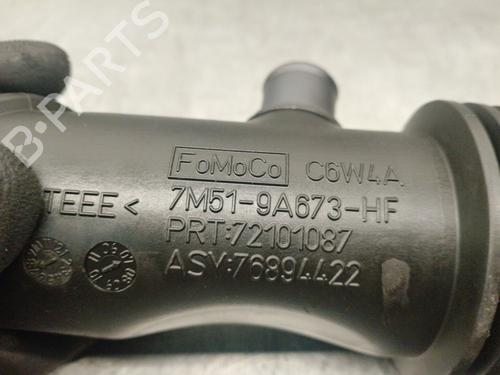 FoMoCo C6W4A
TEEE <
7M51-9A673-HF
PRT:72101087
ASY:76894422
B-PARTS